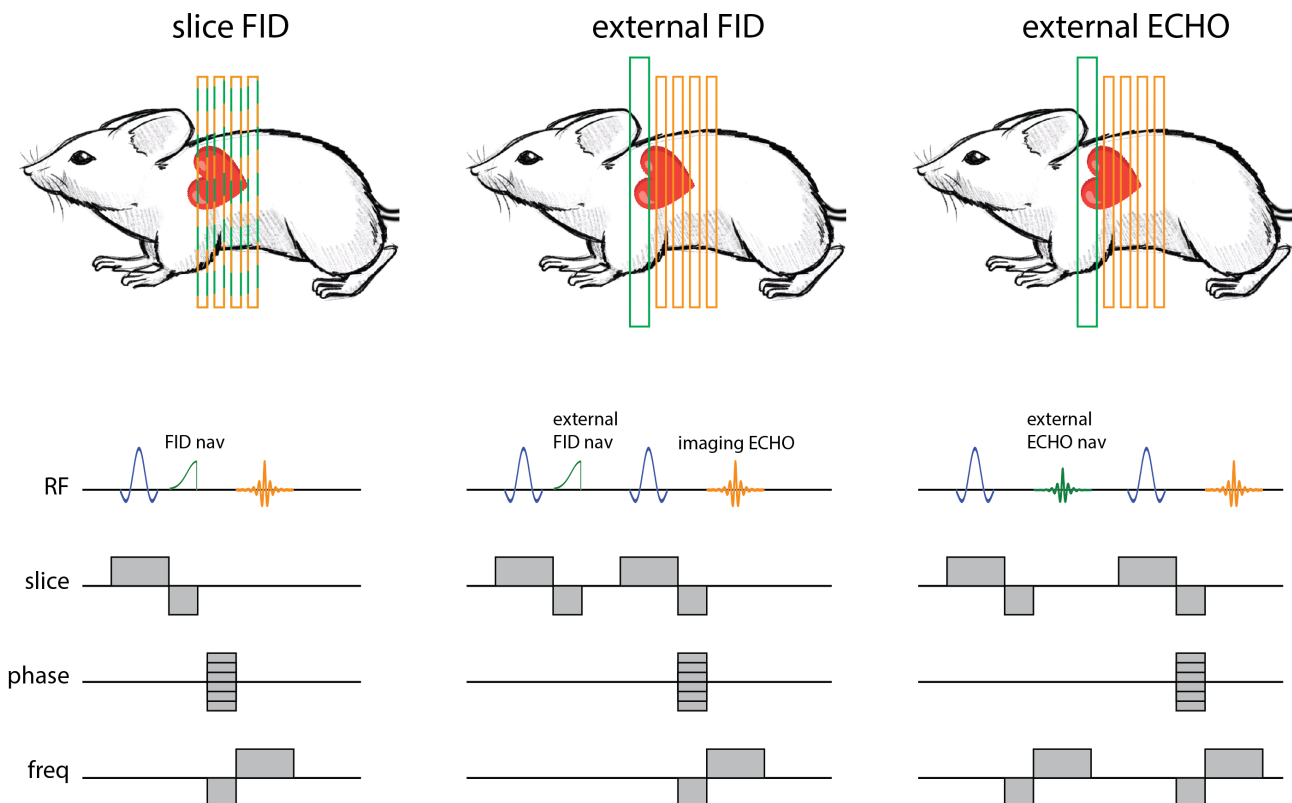 slice FID
external FID
external ECHO
FID nav
external
FID nav
imaging ECHO
external
ECHO nav
RF
slice
phase
freq